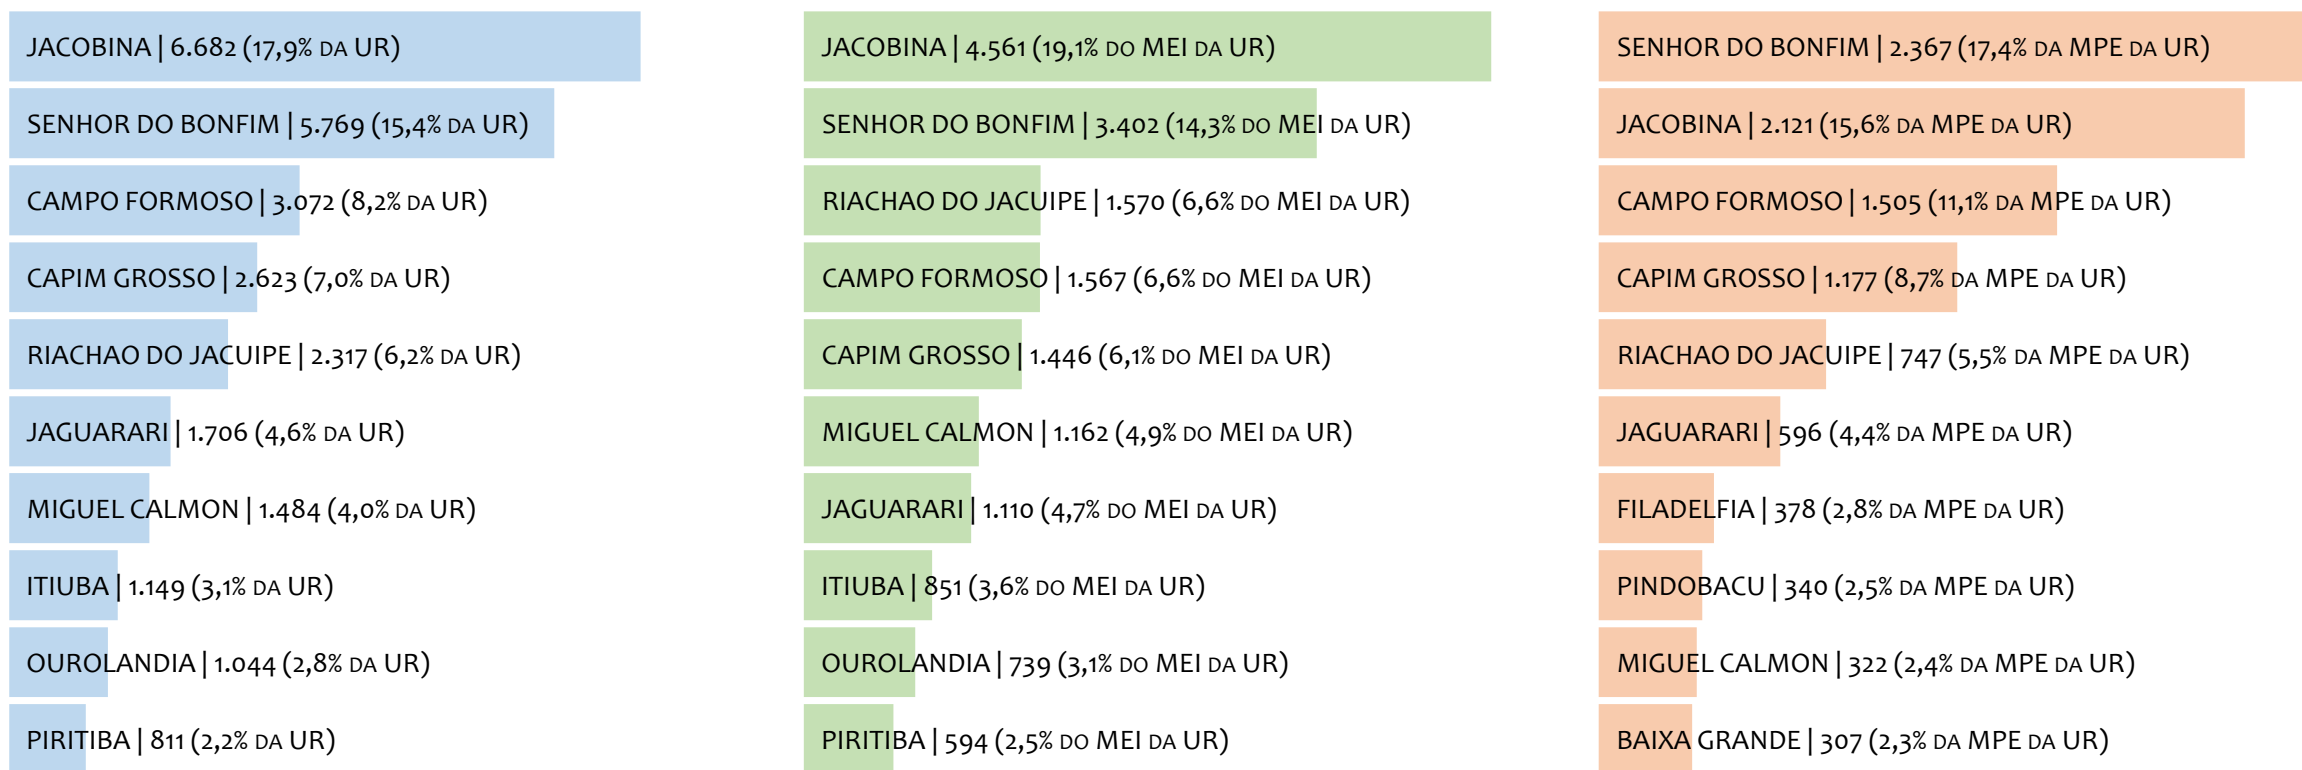 JACOBINA | 6.682 (17,9% DA UR)
SENHOR DO BONFIM | 5.769 (15,4% DA UR)
CAMPO FORMOSO | 3.072 (8,2% DA UR)
CAPIM GROSSO | 2.623 (7,0% DA UR)
RIACHAO DO JACUIPE | 2.317 (6,2% DA UR)
JAGUARARI | 1.706 (4,6% DA UR)
MIGUEL CALMON | 1.484 (4,0% DA UR)
ITIUBA | 1.149 (3,1% DA UR)
OUROLANDIA | 1.044 (2,8% DA UR)
PIRITIBA | 811 (2,2% DA UR)
JACOBINA | 4.561 (19,1% DO MEI DA UR)
SENHOR DO BONFIM | 3.402 (14,3% DO MEI DA UR)
RIACHAO DO JACUIPE | 1.570 (6,6% DO MEI DA UR)
CAMPO FORMOSO | 1.567 (6,6% DO MEI DA UR)
CAPIM GROSSO | 1.446 (6,1% DO MEI DA UR)
MIGUEL CALMON | 1.162 (4,9% DO MEI DA UR)
JAGUARARI | 1.110 (4,7% DO MEI DA UR)
ITIUBA | 851 (3,6% DO MEI DA UR)
OUROLANDIA | 739 (3,1% DO MEI DA UR)
PIRITIBA | 594 (2,5% DO MEI DA UR)
SENHOR DO BONFIM | 2.367 (17,4% DA MPE DA UR)
JACOBINA | 2.121 (15,6% DA MPE DA UR)
CAMPO FORMOSO | 1.505 (11,1% DA MPE DA UR)
CAPIM GROSSO | 1.177 (8,7% DA MPE DA UR)
RIACHAO DO JACUIPE | 747 (5,5% DA MPE DA UR)
JAGUARARI | 596 (4,4% DA MPE DA UR)
FILADELFIA | 378 (2,8% DA MPE DA UR)
PINDOBACU | 340 (2,5% DA MPE DA UR)
MIGUEL CALMON | 322 (2,4% DA MPE DA UR)
BAIXA GRANDE | 307 (2,3% DA MPE DA UR)